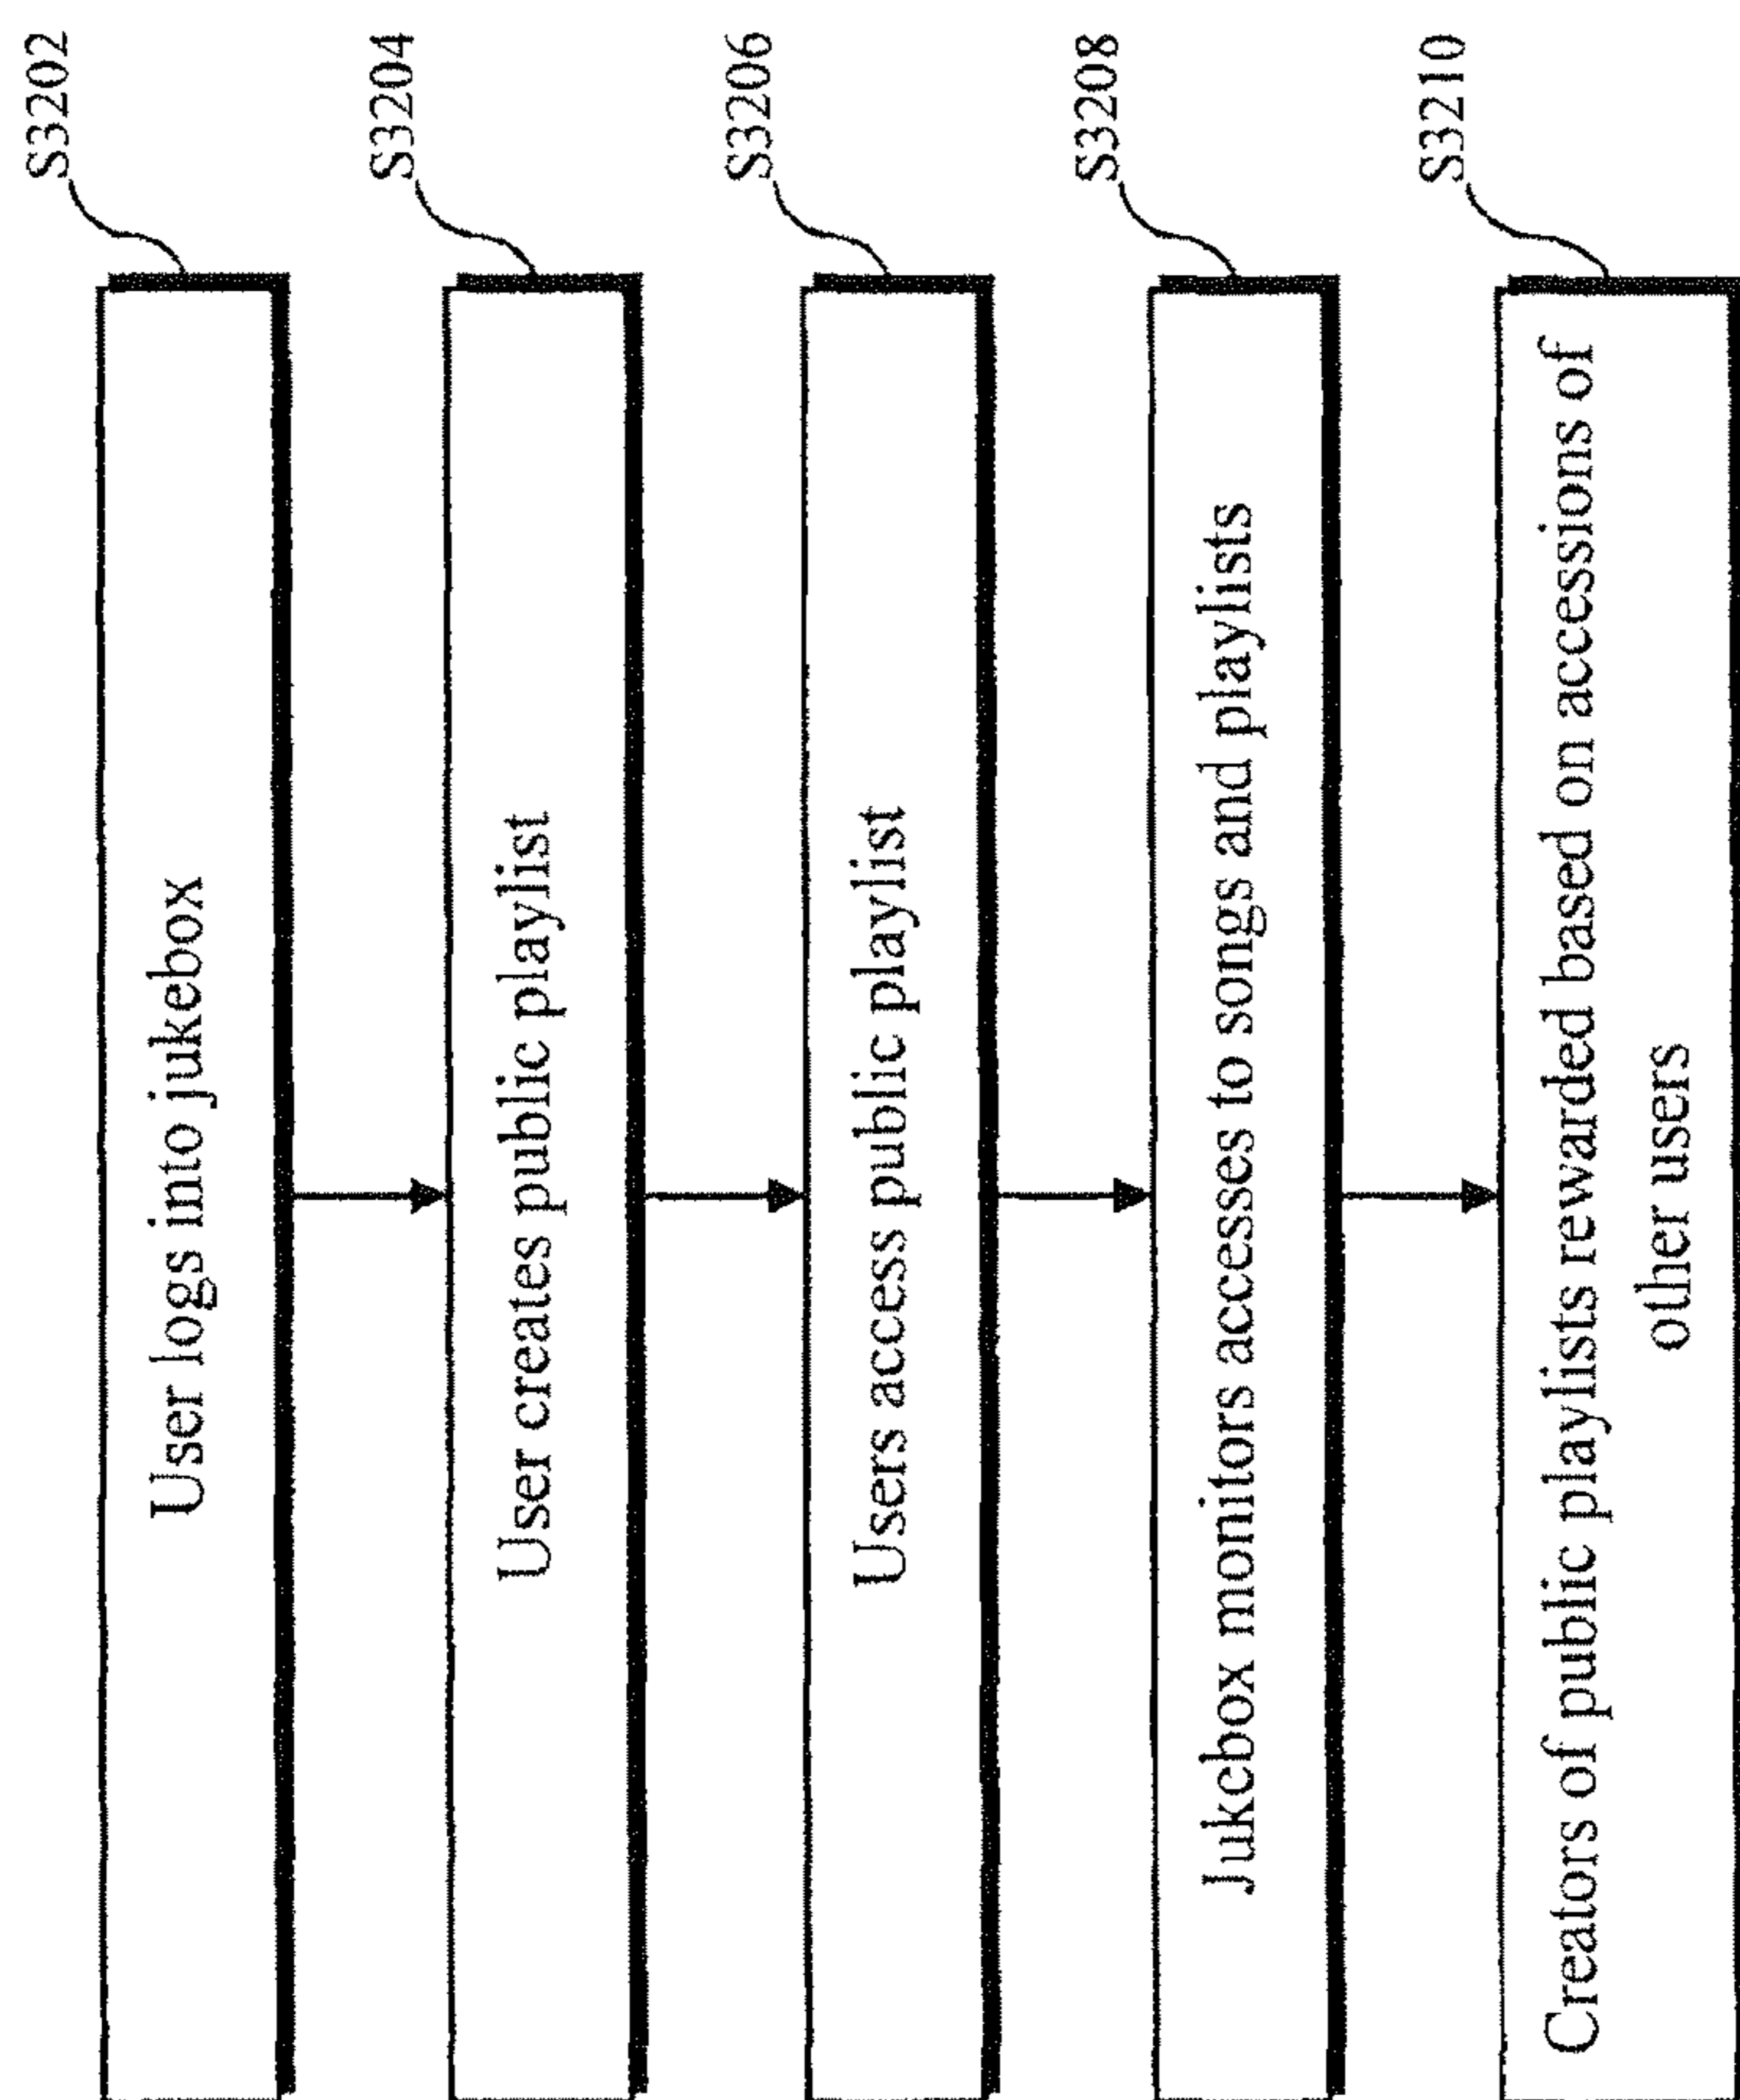 User logs into jukebox
S3202
User creates public playlist
S3204
Users access public playlist
S3206
Jukebox monitors accesses to songs and playlists
S3208
Creators of public playlists rewarded based on accessions of
other users
S3210